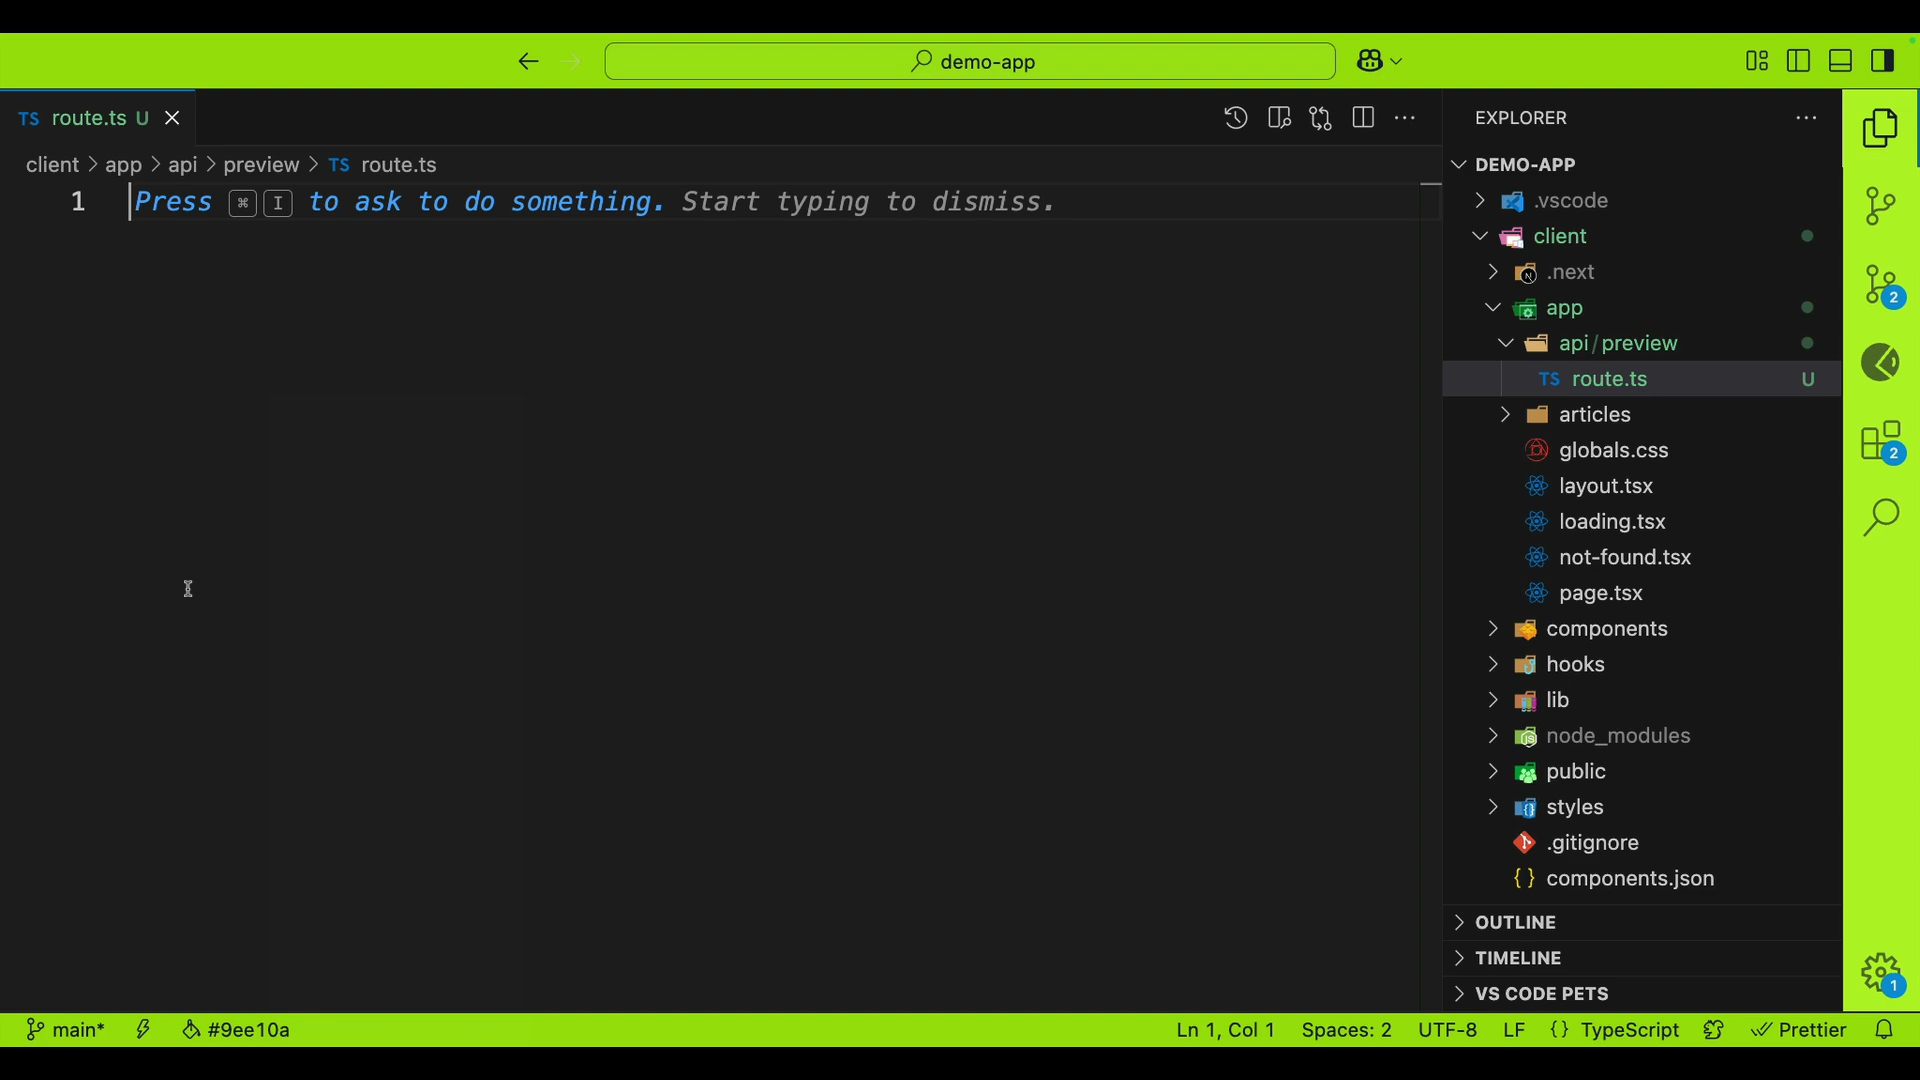 demo-app
TS route.ts U
client > app > api > preview > TS route.ts
1 Press ⌘ I to ask to do something. Start typing to dismiss.
EXPLORER
DEMO-APP
.vscode
client
.next
app
api / preview
TS route.ts U
articles
globals.css
layout.tsx
loading.tsx
not-found.tsx
page.tsx
components
hooks
lib
node_modules
public
styles
.gitignore
{} components.json
OUTLINE
TIMELINE
VS CODE PETS
2
2
1
main* #9ee10a Ln 1, Col 1 Spaces: 2 UTF-8 LF {} TypeScript Prettier